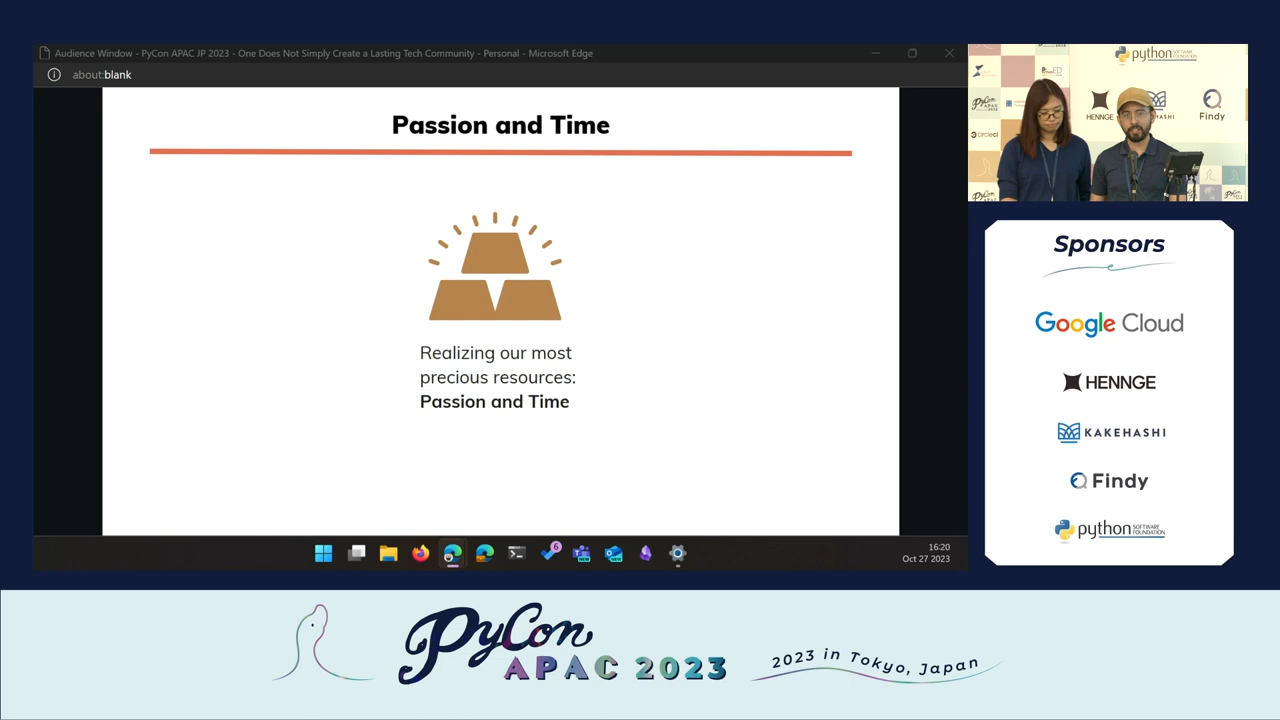 Audience Window - PyCon APAC JP 2023 - One Does Not Simply Create a Lasting Tech Community - Personal - Microsoft Edge
about:blank
Passion and Time
Realizing our most
precious resources:
Passion and Time
6
16:20
Oct 27 2023
python
HENNGE
Findy
circleci
Sponsors
Google Cloud
HENNGE
KAKEHASHI
Findy
python SOFTWARE
FOUNDATION
PyCon
APAC 2023
2023 in Tokyo, Japan